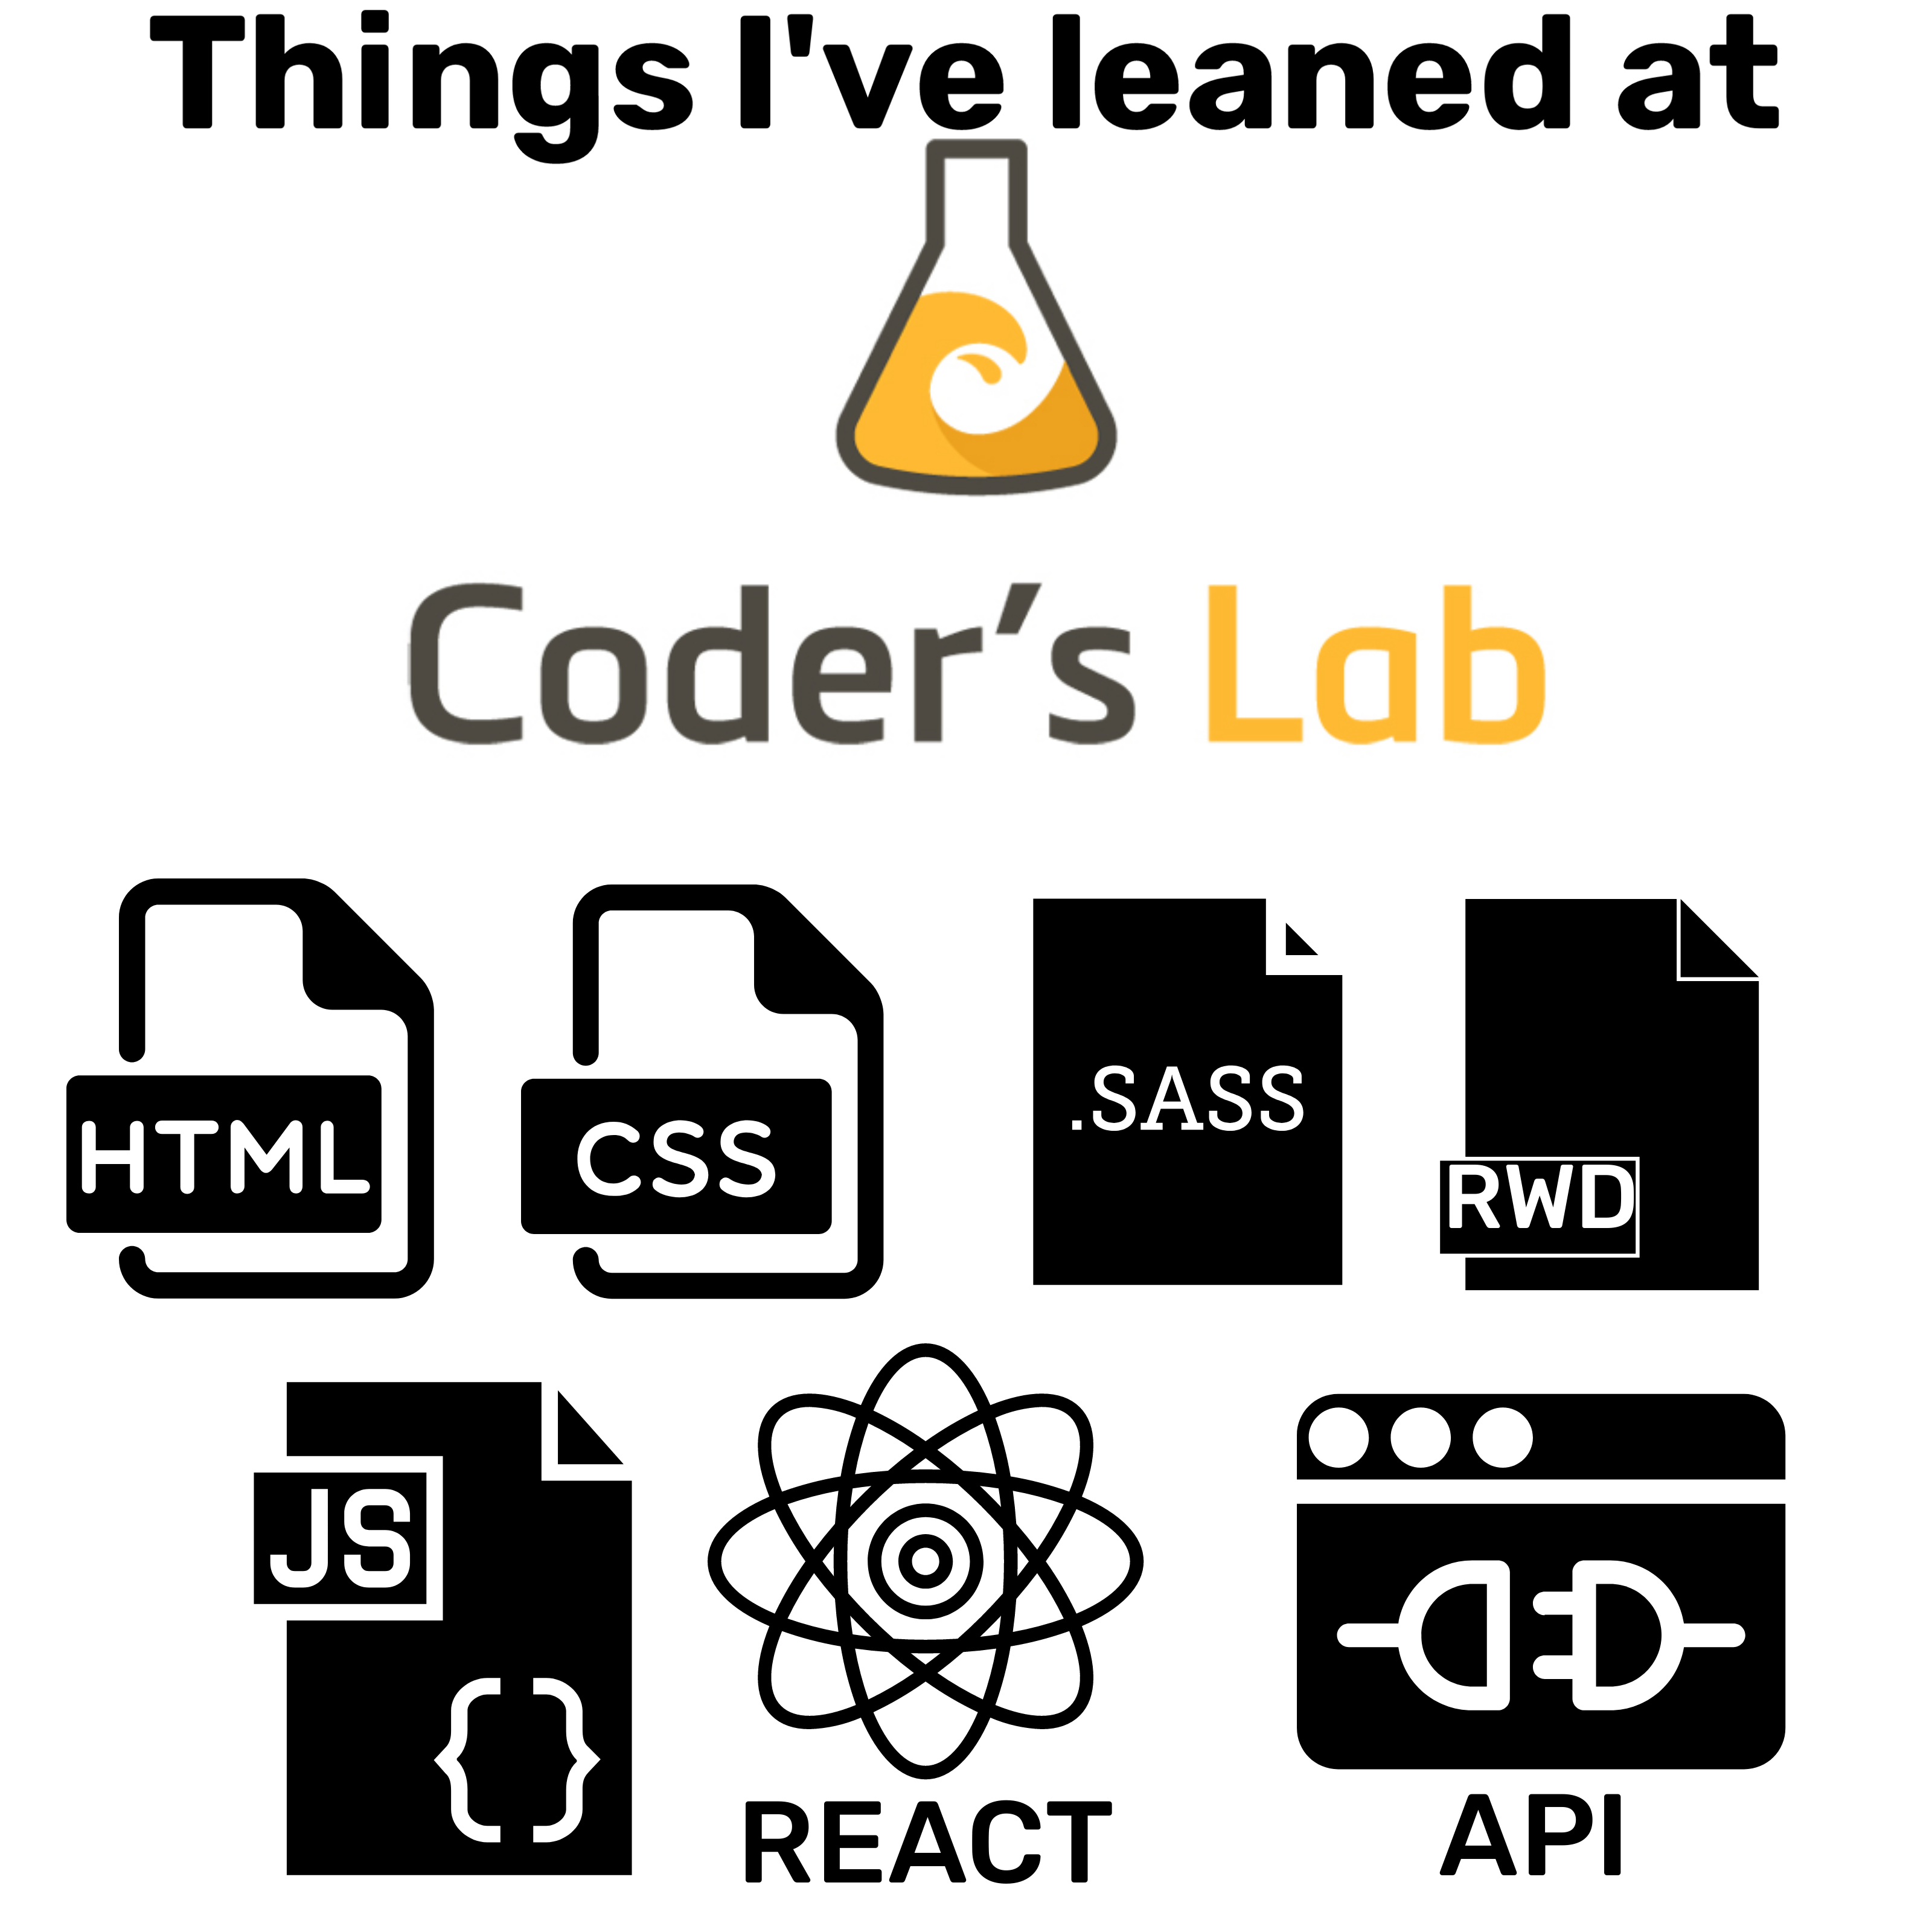 Things I've leaned at
Coder's Lab
HTML
CSS
.SASS
RWD
JS
{ }
REACT
API